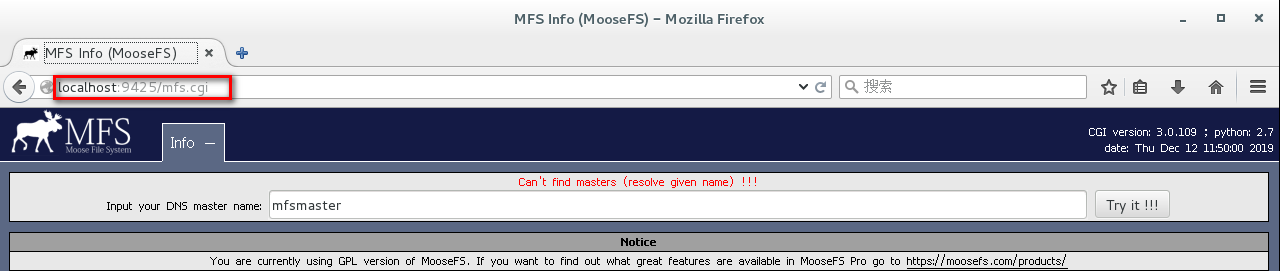 MFS Info (MooseFS) - Mozilla Firefox
MFS Info (MooseFS)
localhost:9425/mfs.cgi
搜索
MFS
Moose File System
Info
CGI version: 3.0.109 ; python: 2.7
date: Thu Dec 12 11:50:00 2019
Can't find masters (resolve given name) !!!
Input your DNS master name: mfsmaster Try it !!!
Notice
You are currently using GPL version of MooseFS. If you want to find out what great features are available in MooseFS Pro go to https://moosefs.com/products/